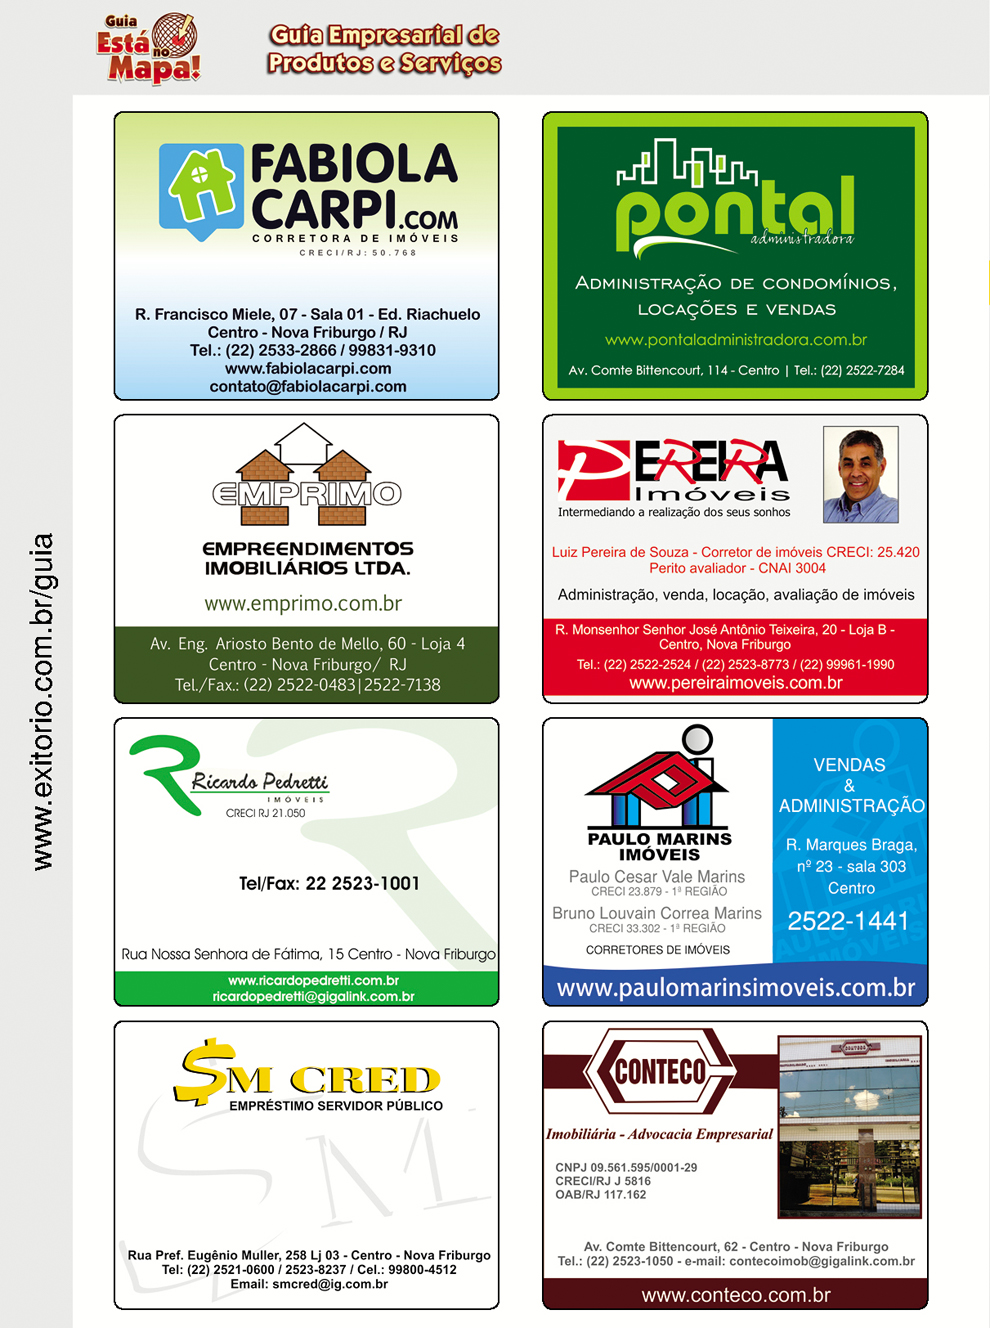 Guia
Está no
Mapa!
Guia Empresarial de
Produtos e Serviços
www.exitorio.com.br/guia
FABIOLA
CARPI.COM
CORRETORA DE IMÓVEIS
CRECI/RJ: 50.768
R. Francisco Miele, 07 - Sala 01 - Ed. Riachuelo
Centro - Nova Friburgo / RJ
Tel.: (22) 2533-2866 / 99831-9310
www.fabiolacarpi.com
contato@fabiolacarpi.com
pontal
administradora
ADMINISTRAÇÃO DE CONDOMÍNIOS,
LOCAÇÕES E VENDAS
www.pontaladministradora.com.br
Av. Comte Bittencourt, 114 - Centro | Tel.: (22) 2522-7284
EMPRIMO
EMPREENDIMENTOS
IMOBILIÁRIOS LTDA.
www.emprimo.com.br
Av. Eng. Ariosto Bento de Mello, 60 - Loja 4
Centro - Nova Friburgo/ RJ
Tel./Fax.: (22) 2522-0483|2522-7138
P PEREIRA
Imóveis
Intermediando a realização dos seus sonhos
Luiz Pereira de Souza - Corretor de imóveis CRECI: 25.420
Perito avaliador - CNAI 3004
Administração, venda, locação, avaliação de imóveis
R. Monsenhor Senhor José Antônio Teixeira, 20 - Loja B -
Centro, Nova Friburgo
Tel.: (22) 2522-2524 / (22) 2523-8773 / (22) 99961-1990
www.pereiraimoveis.com.br
Ricardo Pedretti
IMÓVEIS
CRECI RJ 21.050
Tel/Fax: 22 2523-1001
Rua Nossa Senhora de Fátima, 15 Centro - Nova Friburgo
www.ricardopedretti.com.br
ricardopedretti@gigalink.com.br
PAULO MARINS
IMÓVEIS
Paulo Cesar Vale Marins
CRECI 23.879 - 1ª REGIÃO
Bruno Louvain Correa Marins
CRECI 33.302 - 1ª REGIÃO
CORRETORES DE IMÓVEIS
VENDAS
&
ADMINISTRAÇÃO
R. Marques Braga,
nº 23 - sala 303
Centro
2522-1441
www.paulomarinsimoveis.com.br
SM CRED
EMPRÉSTIMO SERVIDOR PÚBLICO
Rua Pref. Eugênio Muller, 258 Lj 03 - Centro - Nova Friburgo
Tel: (22) 2521-0600 / 2523-8237 / Cel.: 99800-4512
Email: smcred@ig.com.br
CONTECO
Imobiliária - Advocacia Empresarial
CNPJ 09.561.595/0001-29
CRECI/RJ J 5816
OAB/RJ 117.162
Av. Comte Bittencourt, 62 - Centro - Nova Friburgo
Tel.: (22) 2523-1050 - e-mail: contecoimob@gigalink.com.br
www.conteco.com.br